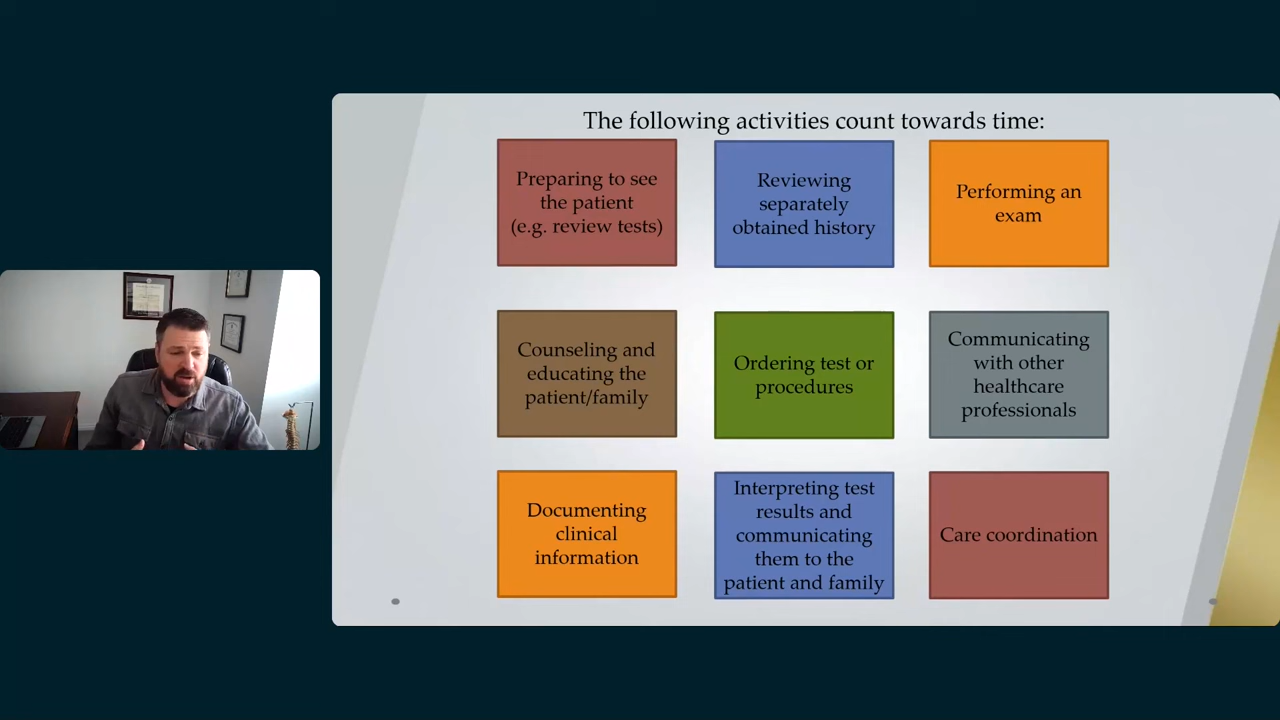 The following activities count towards time:
Preparing to see
the patient
(e.g. review tests)
Reviewing
separately
obtained history
Performing an
exam
Counseling and
educating the
patient/family
Ordering test or
procedures
Communicating
with other
healthcare
professionals
Documenting
clinical
information
Interpreting test
results and
communicating
them to the
patient and family
Care coordination